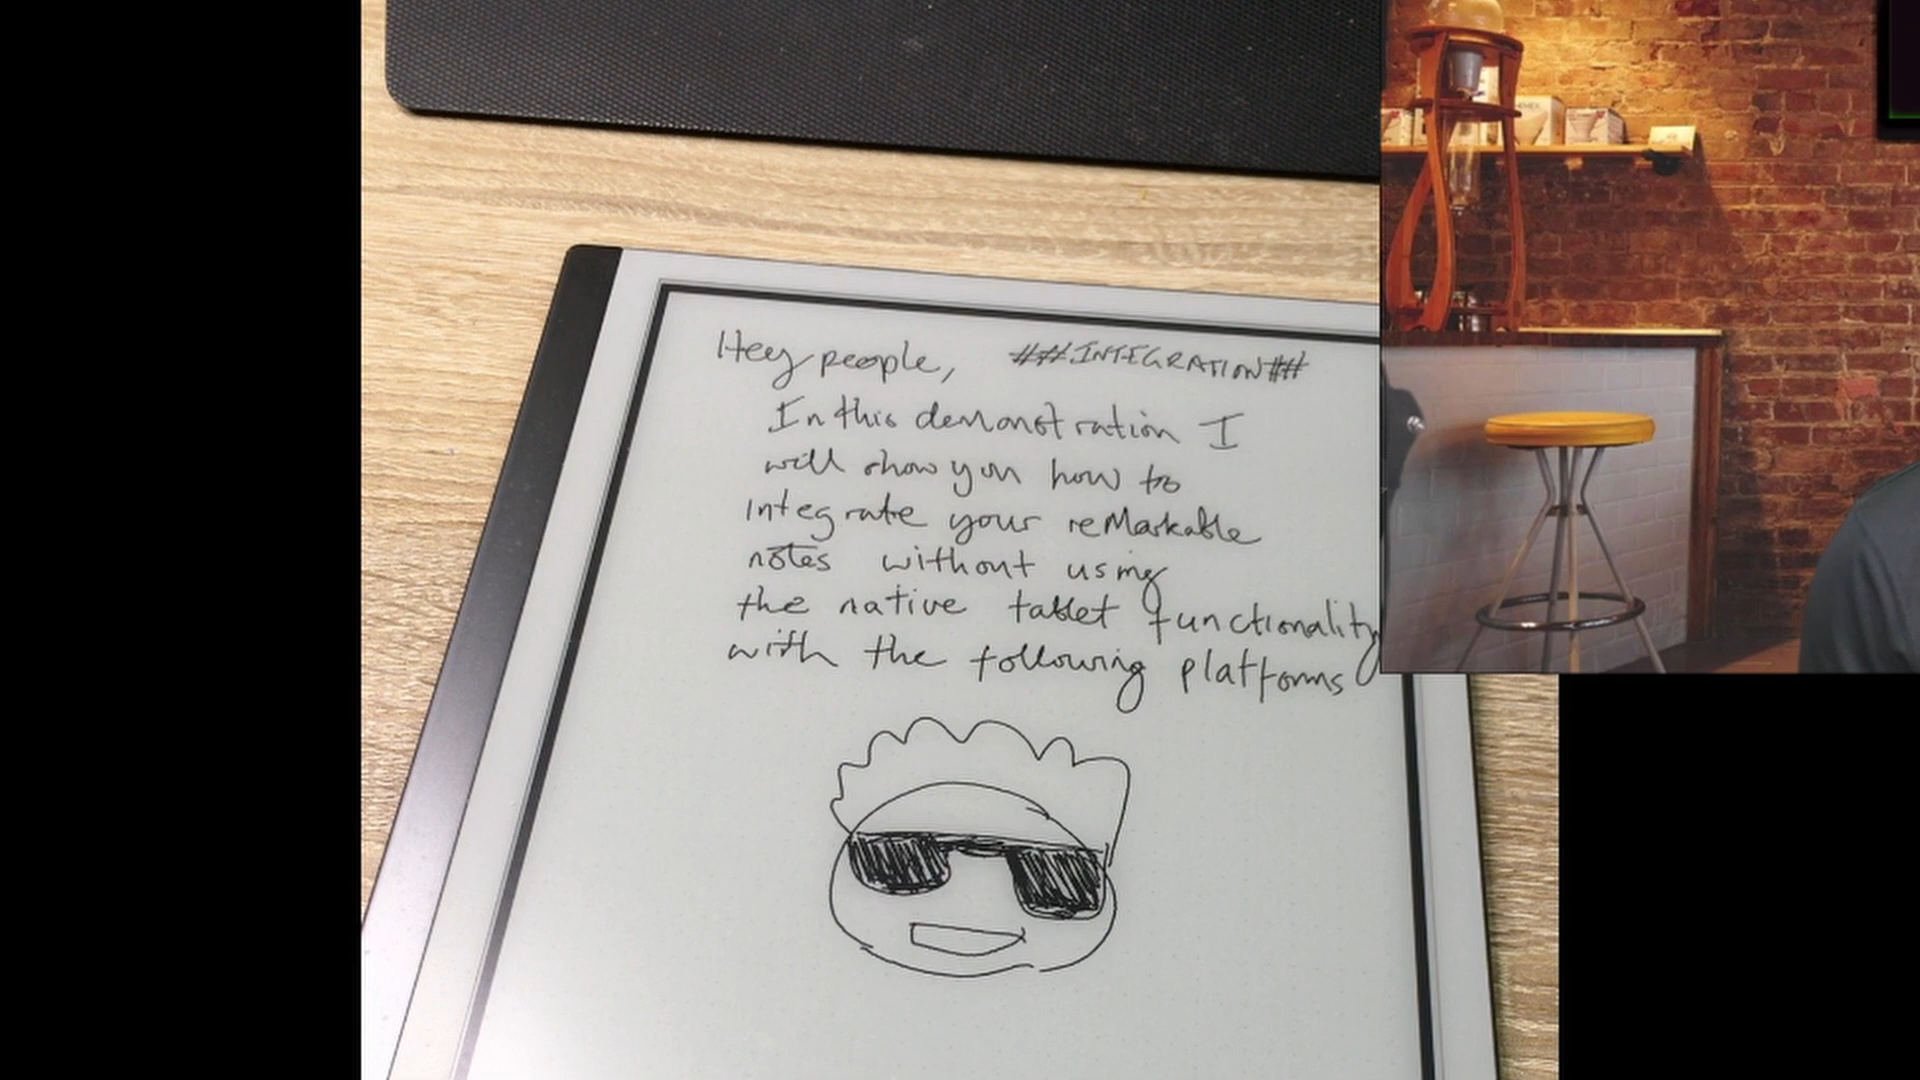 Hey people, ##INTEGRATION##
In this demonstration I
will show you how to
integrate your reMarkable
notes without using
the native tablet functionality
with the following platforms